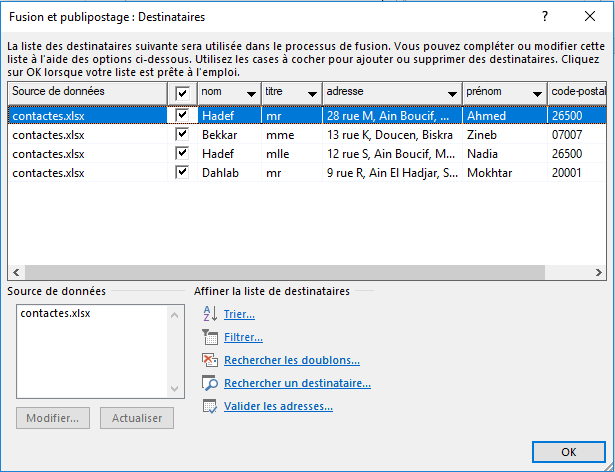 Fusion et publipostage : Destinataires ? ×
La liste des destinataires suivante sera utilisée dans le processus de fusion. Vous pouvez compléter ou modifier cette
liste à l'aide des options ci-dessous. Utilisez les cases à cocher pour ajouter ou supprimer des destinataires. Cliquez
sur OK lorsque votre liste est prête à l'emploi.
Source de données nom titre adresse prénom code-postal
contactes.xlsx Hadef mr 28 rue M, Ain Boucif, ... Ahmed 26500
contactes.xlsx Bekkar mme 13 rue K, Doucen, Biskra Zineb 07007
contactes.xlsx Hadef mlle 12 rue S, Ain Boucif, M... Nadia 26500
contactes.xlsx Dahlab mr 9 rue R, Ain El Hadjar, S... Mokhtar 20001
Source de données
contactes.xlsx
Modifier... Actualiser
Affiner la liste de destinataires
Trier...
Filtrer...
Rechercher les doublons...
Rechercher un destinataire...
Valider les adresses...
OK